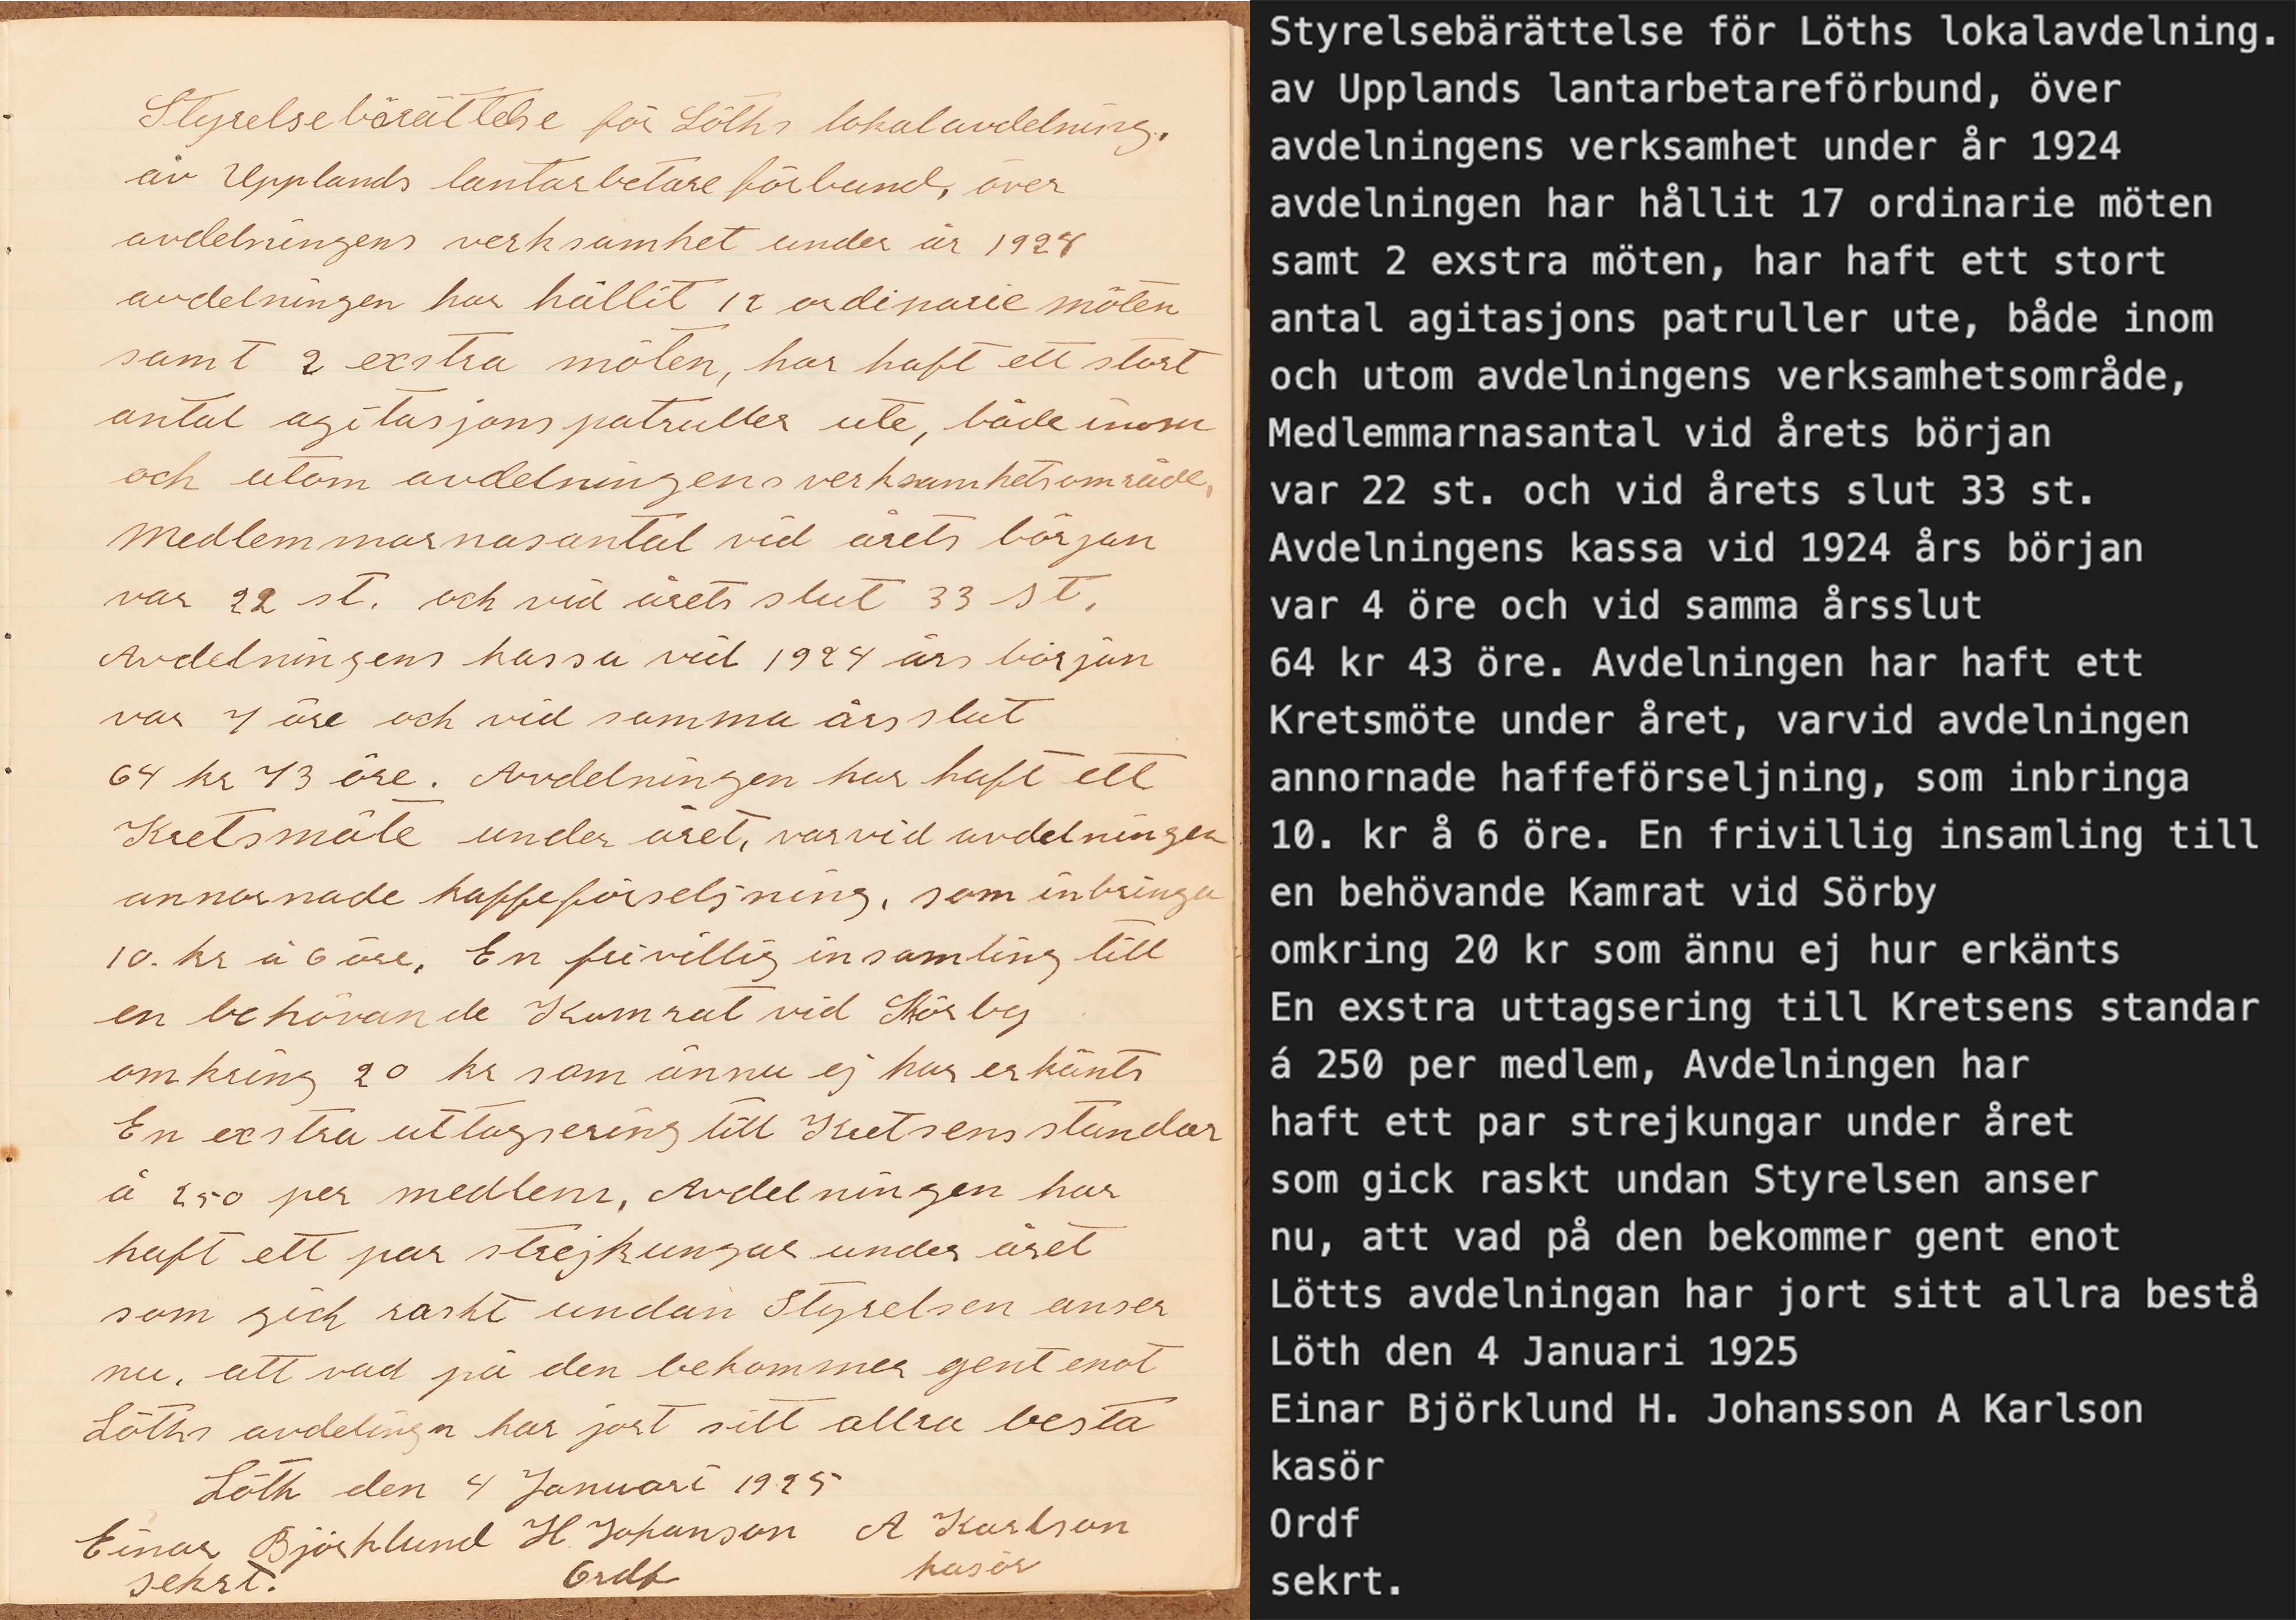 Styrelsebärättelse för Löths lokalavdelning.
av Upplands lantarbetareförbund, över
avdelningens verksamhet under år 1924
avdelningen har hållit 12 ordinarie möten
samt 2 exstra möten, har haft ett stort
antal agitasjons patruller ute, både inom
och utom avdelningens verksamhetsområde,
Medlemmarnasantal vid årets början
var 22 st. och vid årets slut 33 st.
Avdelningens kassa vid 1924 års början
var öre och vid samma årsslut
64 kr öre. Avdelningen har haft ett
Kretsmöte under året, varvid avdelningen
annornade kaffeförseljning, som inbringa
10. kr å 6 öre. En frivillig insamling till
en behövande Kamrat vid
omkring 20 kr som ännu ej har erkänts
En exstra uttagsering till Kretsens standar
å 250 per medlem, Avdelningen har
haft ett par strejkungar under året
som gick raskt undan Styrelsen anser
nu, att vad på den bekommer gent enot
Löths avdelingn har jort sitt allra besta
Löth den 4 Januari 1925
Einar Björklund H Johanson A Karlson
sekrt. Ordf kasör
Styrelsebärättelse för Löths lokalavdelning.
av Upplands lantarbetareförbund, över
avdelningens verksamhet under år 1924
avdelningen har hållit 17 ordinarie möten
samt 2 exstra möten, har haft ett stort
antal agitasjons patruller ute, både inom
och utom avdelningens verksamhetsområde,
Medlemmarnasantal vid årets början
var 22 st. och vid årets slut 33 st.
Avdelningens kassa vid 1924 års början
var 4 öre och vid samma årsslut
64 kr 43 öre. Avdelningen har haft ett
Kretsmöte under året, varvid avdelningen
annornade haffeförseljning, som inbringa
10. kr å 6 öre. En frivillig insamling till
en behövande Kamrat vid Sörby
omkring 20 kr som ännu ej hur erkänts
En exstra uttagsering till Kretsens standar
á 250 per medlem, Avdelningen har
haft ett par strejkungar under året
som gick raskt undan Styrelsen anser
nu, att vad på den bekommer gent enot
Lötts avdelningan har jort sitt allra bestå
Löth den 4 Januari 1925
Einar Björklund H. Johansson A Karlson
kasör
Ordf
sekrt.